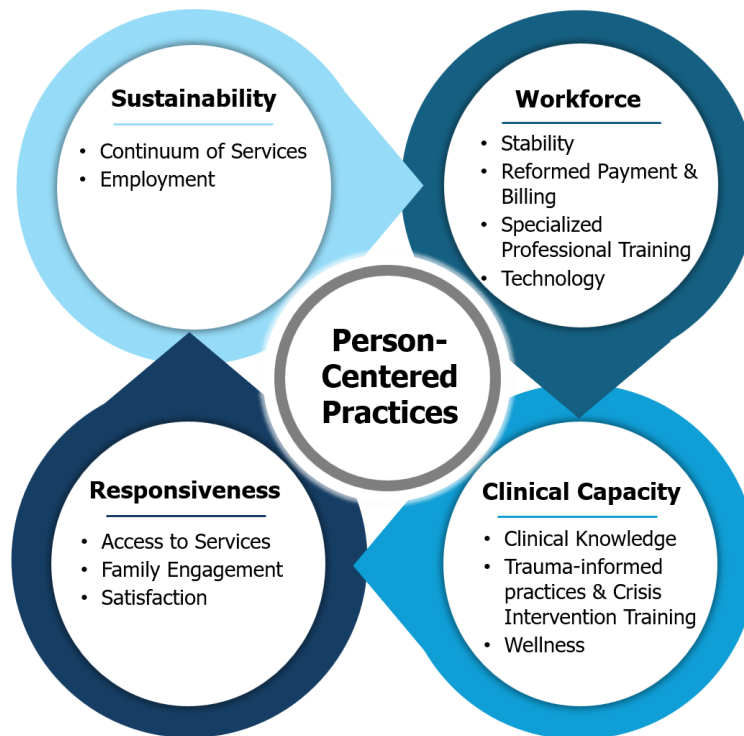 Sustainability
• Continuum of Services
• Employment
Workforce
• Stability
• Reformed Payment &
Billing
• Specialized
Professional Training
• Technology
Person-
Centered
Practices
Responsiveness
• Access to Services
• Family Engagement
• Satisfaction
Clinical Capacity
• Clinical Knowledge
• Trauma-informed
practices & Crisis
Intervention Training
• Wellness